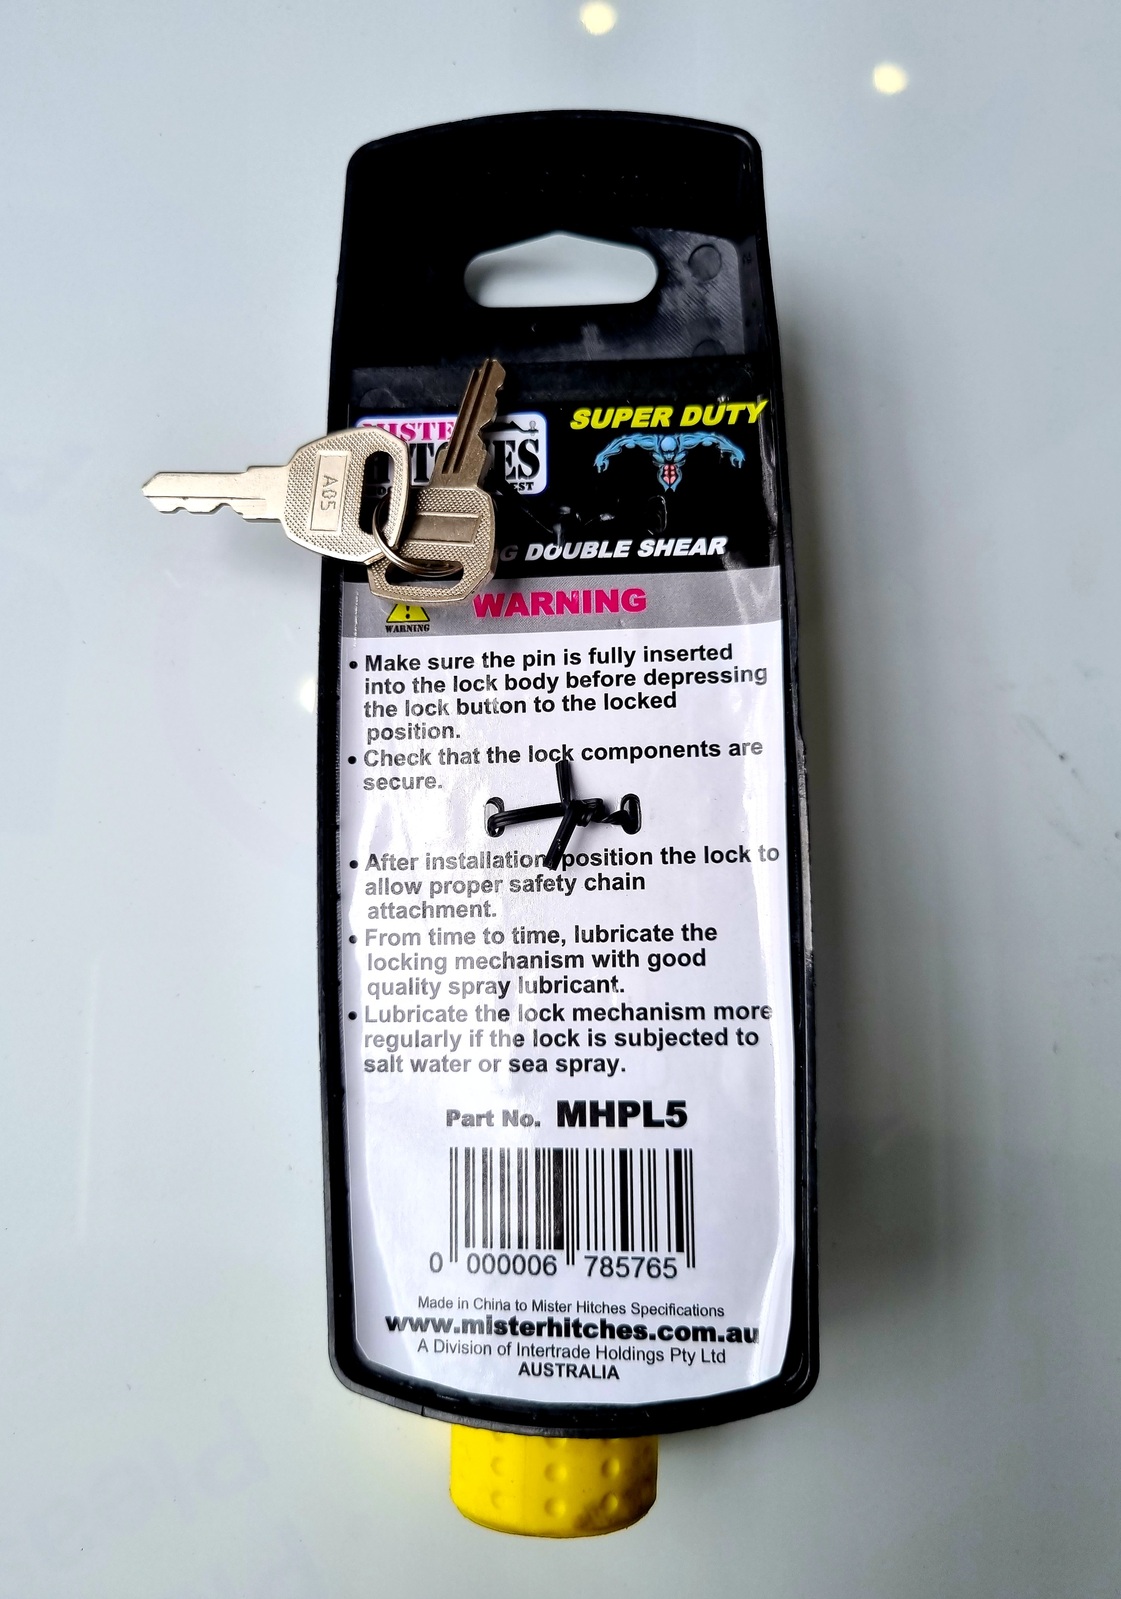 SUPER DUTY
A05
DOUBLE SHEAR
WARNING
WARNING
• Make sure the pin is fully inserted
into the lock body before depressing
the lock button to the locked
position.
• Check that the lock components are
secure.
• After installation position the lock to
allow proper safety chain
attachment.
• From time to time, lubricate the
locking mechanism with good
quality spray lubricant.
• Lubricate the lock mechanism more
regularly if the lock is subjected to
salt water or sea spray.
Part No. MHPL5
0 000006 785765
Made in China to Mister Hitches Specifications
www.misterhitches.com.au
A Division of Intertrade Holdings Pty Ltd
AUSTRALIA